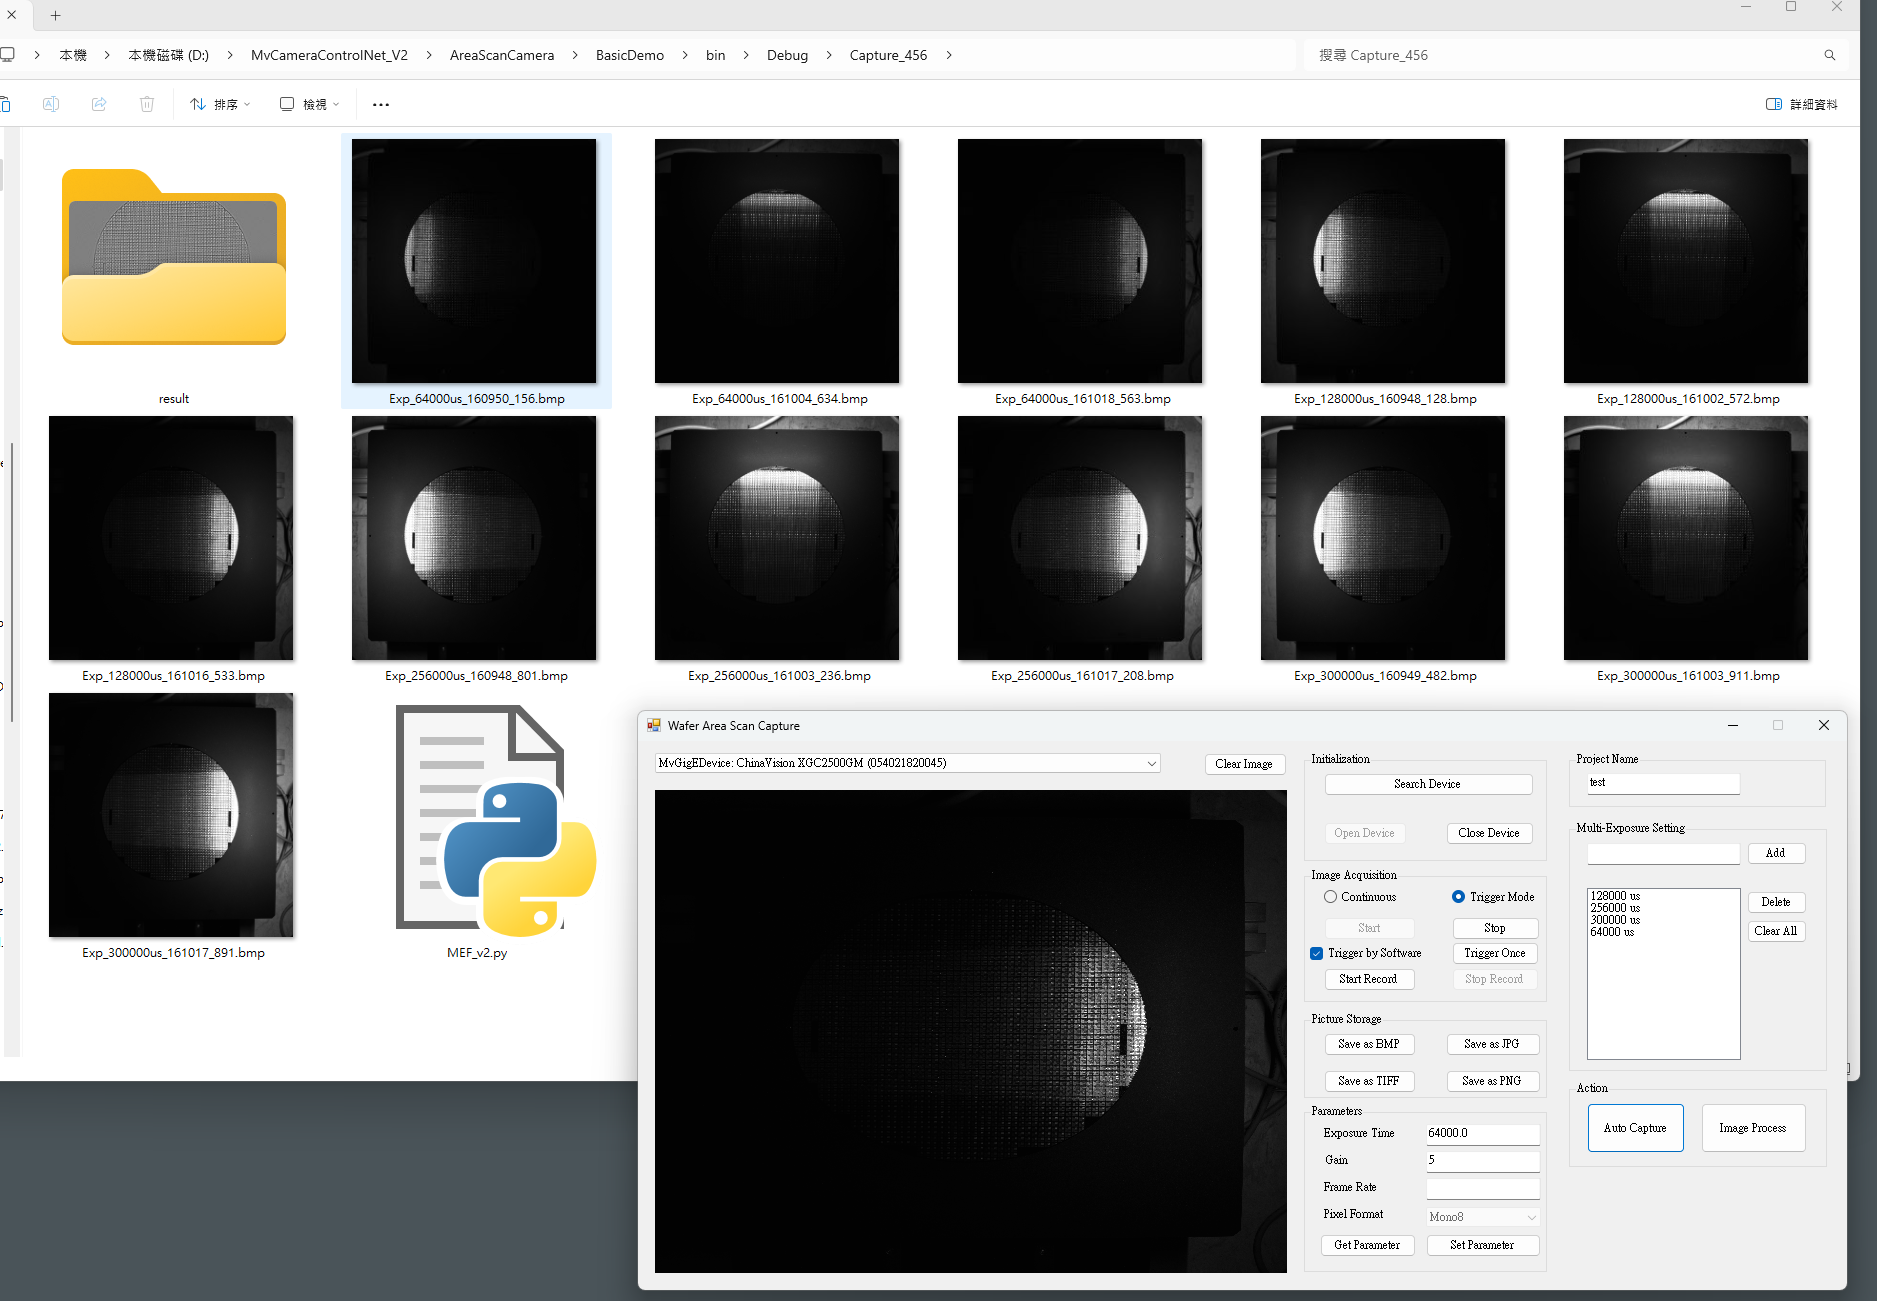 本機 本機磁碟 (D:) MvCameraControlNet_V2 AreaScanCamera BasicDemo bin Debug Capture_456
搜尋 Capture_456
排序 檢視
詳細資料
result
Exp_64000us_160950_156.bmp
Exp_64000us_161004_634.bmp
Exp_64000us_161018_563.bmp
Exp_128000us_160948_128.bmp
Exp_128000us_161002_572.bmp
Exp_128000us_161016_533.bmp
Exp_256000us_160948_801.bmp
Exp_256000us_161003_236.bmp
Exp_256000us_161017_208.bmp
Exp_300000us_160949_482.bmp
Exp_300000us_161003_911.bmp
Exp_300000us_161017_891.bmp
MEF_v2.py
Wafer Area Scan Capture
MvGigEDevice: ChinaVision XGC2500GM (054021820045)
Clear Image
Initialization
Search Device
Open Device
Close Device
Image Acquisition
Continuous
Trigger Mode
Start
Stop
Trigger by Software
Trigger Once
Start Record
Stop Record
Picture Storage
Save as BMP
Save as JPG
Save as TIFF
Save as PNG
Parameters
Exposure Time
64000.0
Gain
5
Frame Rate
Pixel Format
Mono8
Get Parameter
Set Parameter
Project Name
test
Multi-Exposure Setting
Add
128000 us
256000 us
300000 us
64000 us
Delete
Clear All
Action
Auto Capture
Image Process